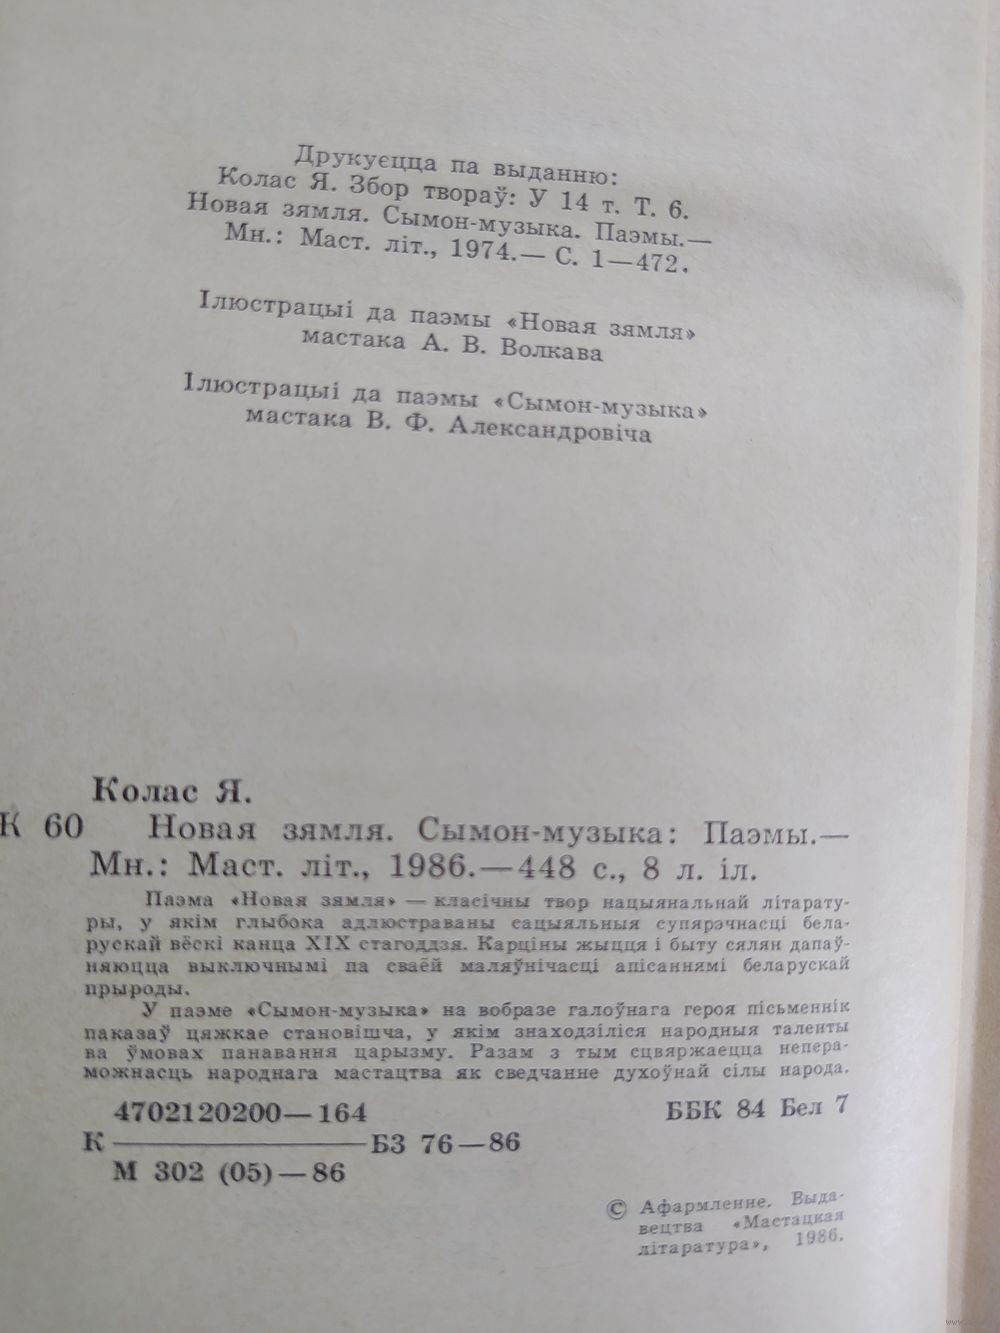 Друкуецца па выданню:
Колас Я. Збор твораў: У 14 т. Т. 6.
Новая зямля. Сымон-музыка. Паэмы.—
Мн.: Маст. літ., 1974.— С. 1—472.
Ілюстрацыі да паэмы «Новая зямля»
мастака А. В. Волкава
Ілюстрацыі да паэмы «Сымон-музыка»
мастака В. Ф. Александровіча
Колас Я.
К 60 Новая зямля. Сымон-музыка: Паэмы.—
Мн.: Маст. літ., 1986.—448 с., 8 л. іл.
Паэма «Новая зямля» — класічны твор нацыянальнай літарату-
ры, у якім глыбока адлюстраваны сацыяльныя супярэчнасці бела-
рускай вёскі канца XIX стагоддзя. Карціны жыцця і быту сялян дапаў-
няюцца выключнымі па сваёй маляўнічасці апісаннямі беларускай
прыроды.
У паэме «Сымон-музыка» на вобразе галоўнага героя пісьменнік
паказаў цяжкае становішча, у якім знаходзіліся народныя таленты
ва ўмовах панавання царызму. Разам з тым сцвярджаецца непера-
можнасць народнага мастацтва як сведчанне духоўнай сілы народа.
4702120200—164 ББК 84 Бел 7
К БЗ 76—86
М 302 (05)—86
© Афармленне. Выда-
вецтва «Мастацкая
літаратура», 1986.